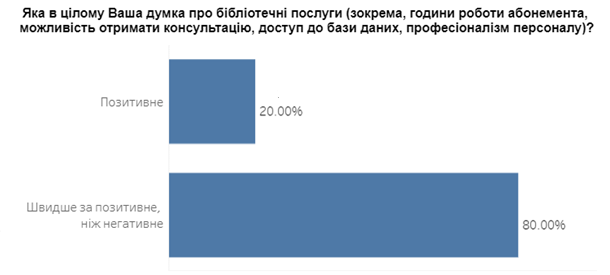 Яка в цілому Ваша думка про бібліотечні послуги (зокрема, години роботи абонемента,
можливість отримати консультацію, доступ до бази даних, професіоналізм персоналу)?
Позитивне
20.00%
Швидше за позитивне,
ніж негативне
80.00%